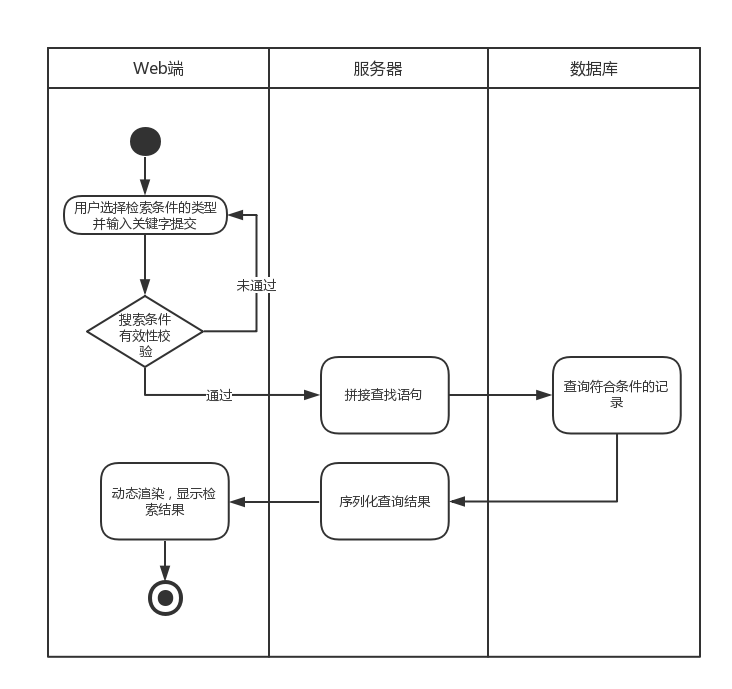 Web端
服务器
数据库
用户选择检索条件的类型
并输入关键字提交
未通过
搜索条件
有效性校
验
通过
拼接查找语句
查询符合条件的记
录
动态渲染，显示检
索结果
序列化查询结果